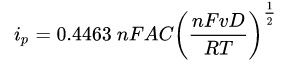 i_p = 0.4463 nFAC(nFvD/RT)^{1/2}